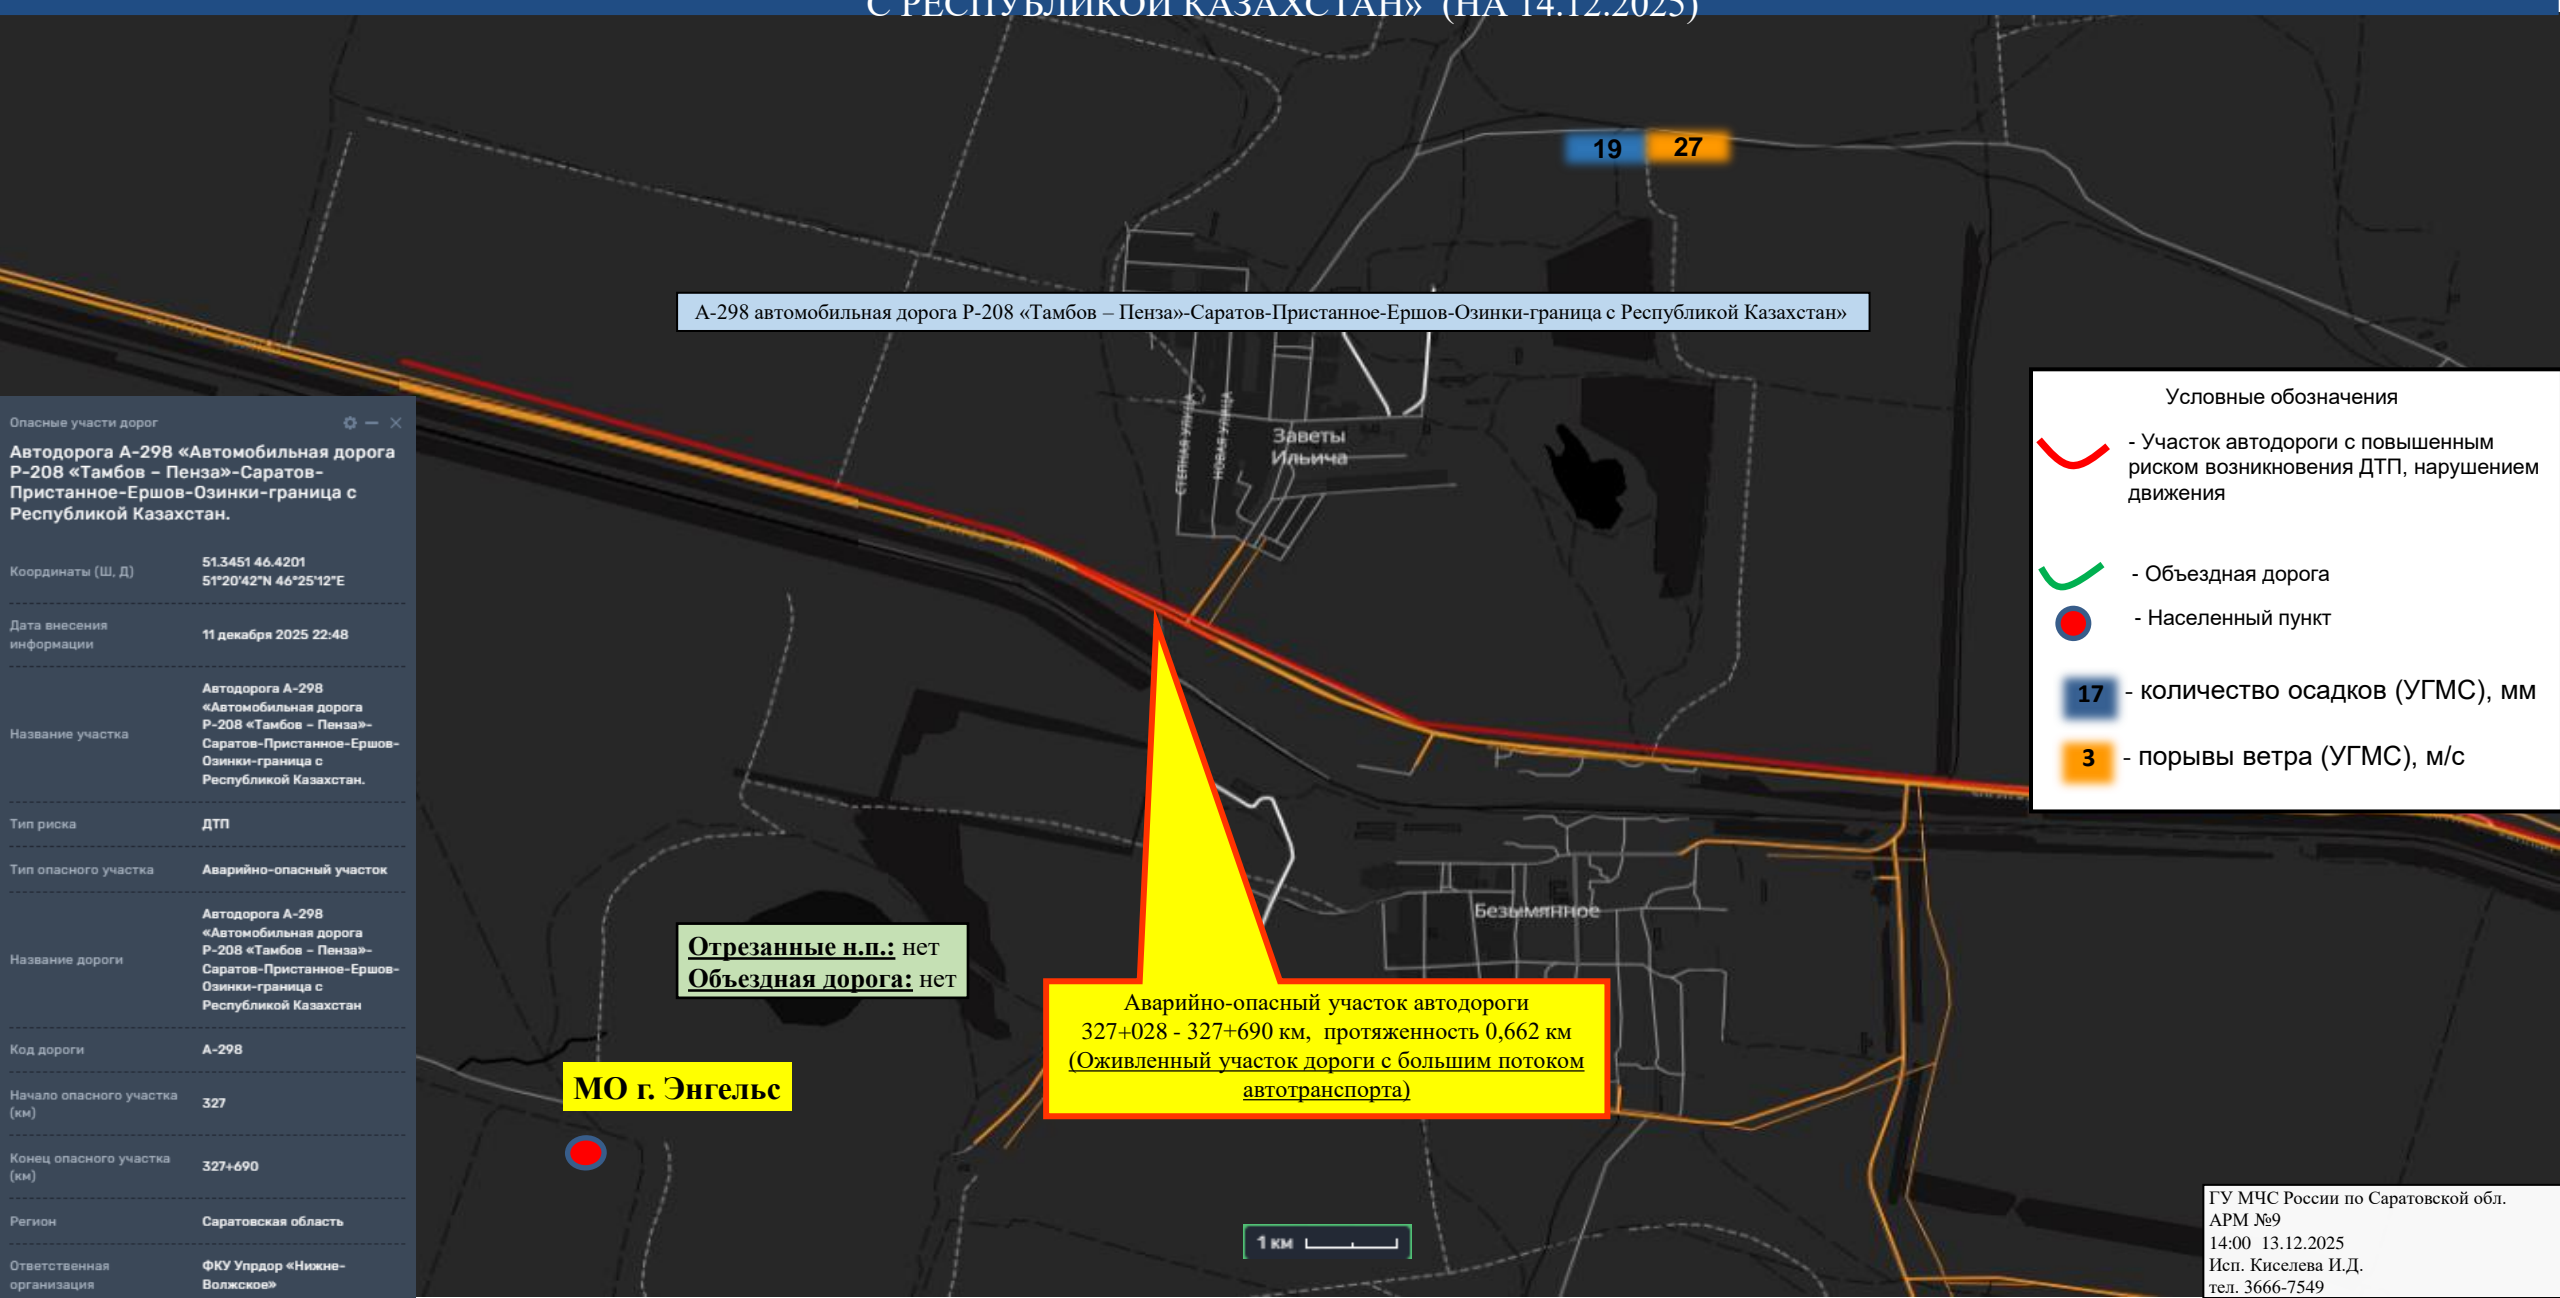 С РЕСПУБЛИКОЙ КАЗАХСТАН» (НА 14.12.2025)
19 27
А-298 автомобильная дорога Р-208 «Тамбов – Пенза»-Саратов-Пристанное-Ершов-Озинки-граница с Республикой Казахстан»
Опасные участи дорог
Автодорога А-298 «Автомобильная дорога
Р-208 «Тамбов – Пенза»-Саратов-
Пристанное-Ершов-Озинки-граница с
Республикой Казахстан.
Координаты (Ш, Д)
51.3451 46.4201
51°20'42"N 46°25'12"E
Дата внесения
информации
11 декабря 2025 22:48
Название участка
Автодорога А-298
«Автомобильная дорога
Р-208 «Тамбов – Пенза»-
Саратов-Пристанное-Ершов-
Озинки-граница с
Республикой Казахстан.
Тип риска
ДТП
Тип опасного участка
Аварийно-опасный участок
Название дороги
Автодорога А-298
«Автомобильная дорога
Р-208 «Тамбов – Пенза»-
Саратов-Пристанное-Ершов-
Озинки-граница с
Республикой Казахстан
Код дороги
А-298
Начало опасного участка
(км)
327
Конец опасного участка
(км)
327+690
Регион
Саратовская область
Ответственная
организация
ФКУ Упрдор «Нижне-
Волжское»
СТЕПНАЯ УЛИЦА
НОВАЯ УЛИЦА
Заветы
Ильича
Безымянное
Условные обозначения
- Участок автодороги с повышенным
риском возникновения ДТП, нарушением
движения
- Объездная дорога
- Населенный пункт
17 - количество осадков (УГМС), мм
3 - порывы ветра (УГМС), м/с
Отрезанные н.п.: нет
Объездная дорога: нет
Аварийно-опасный участок автодороги
327+028 - 327+690 км, протяженность 0,662 км
(Оживленный участок дороги с большим потоком
автотранспорта)
МО г. Энгельс
1 км
ГУ МЧС России по Саратовской обл.
АРМ №9
14:00 13.12.2025
Исп. Киселева И.Д.
тел. 3666-7549